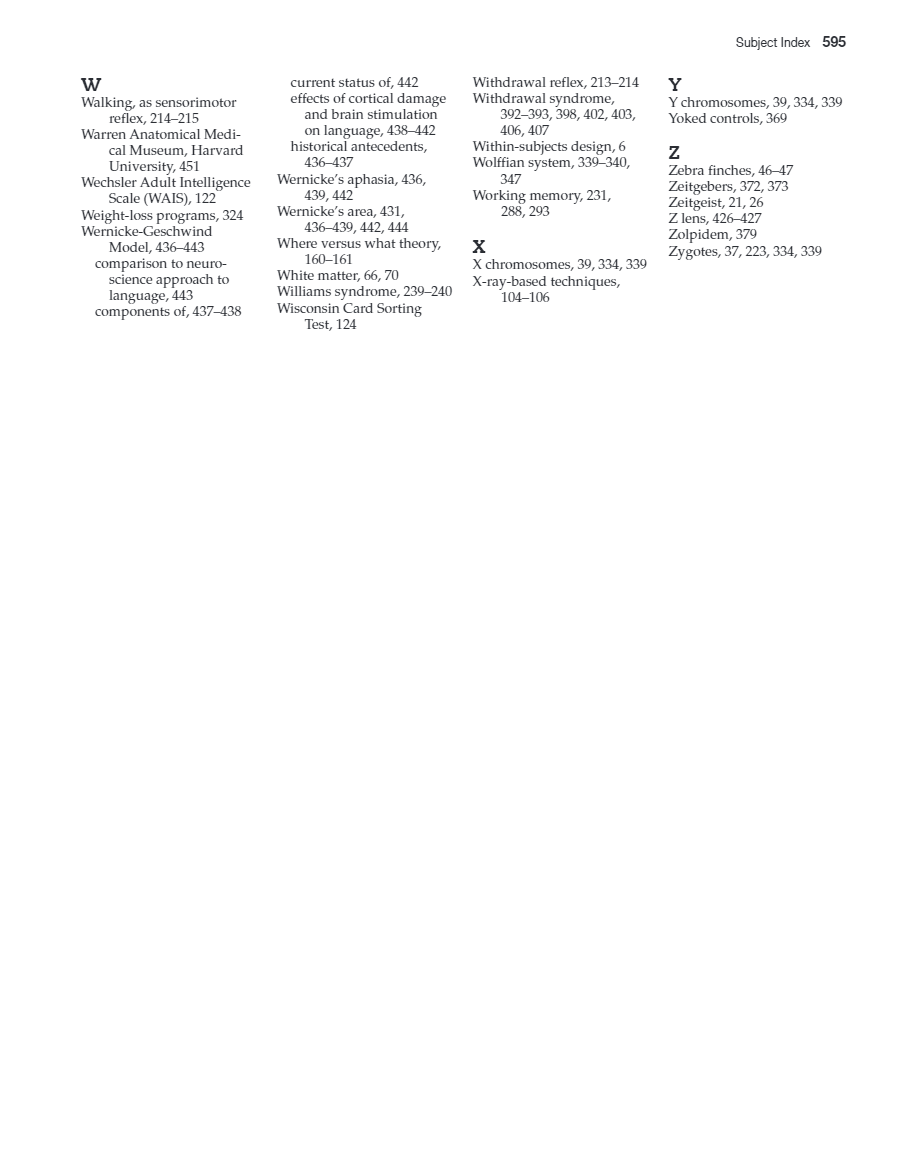 Subject Index 595
W
Walking, as sensorimotor
reflex, 214–215
Warren Anatomical Medi-
cal Museum, Harvard
University, 451
Wechsler Adult Intelligence
Scale (WAIS), 122
Weight-loss programs, 324
Wernicke-Geschwind
Model, 436–443
comparison to neuro-
science approach to
language, 443
components of, 437–438
current status of, 442
effects of cortical damage
and brain stimulation
on language, 438–442
historical antecedents,
436–437
Wernicke’s aphasia, 436,
439, 442
Wernicke’s area, 431,
436–439, 442, 444
Where versus what theory,
160–161
White matter, 66, 70
Williams syndrome, 239–240
Wisconsin Card Sorting
Test, 124
Withdrawal reflex, 213–214
Withdrawal syndrome,
392–393, 398, 402, 403,
406, 407
Within-subjects design, 6
Wolffian system, 339–340,
347
Working memory, 231,
288, 293
X
X chromosomes, 39, 334, 339
X-ray-based techniques,
104–106
Y
Y chromosomes, 39, 334, 339
Yoked controls, 369
Z
Zebra finches, 46–47
Zeitgebers, 372, 373
Zeitgeist, 21, 26
Z lens, 426–427
Zolpidem, 379
Zygotes, 37, 223, 334, 339